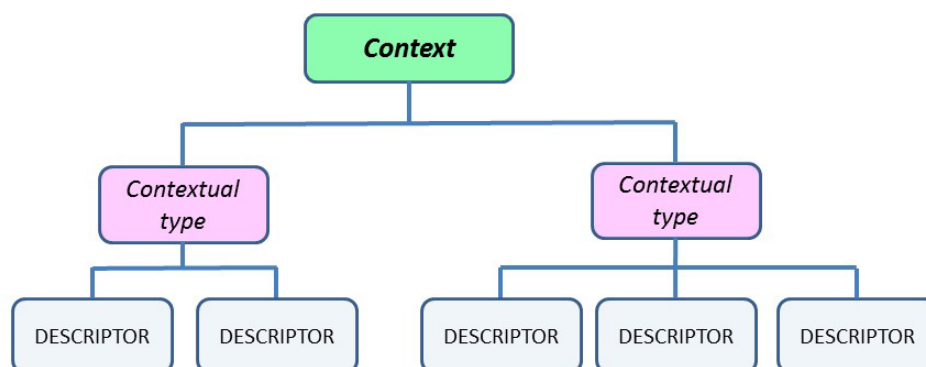 Context
Contextual
type
Contextual
type
DESCRIPTOR
DESCRIPTOR
DESCRIPTOR
DESCRIPTOR
DESCRIPTOR